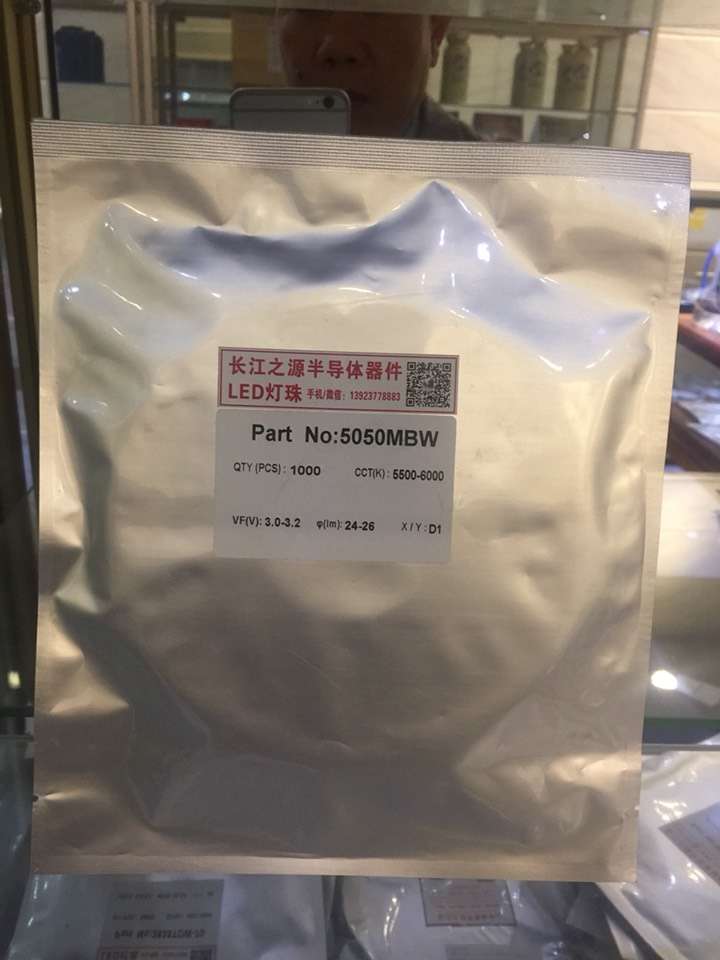 长江之源半导体器件
LED灯珠 手机/微信：13923778883
Part No:5050MBW
QTY (PCS) : 1000 CCT(K) : 5500-6000
VF(V): 3.0-3.2 φ(lm): 24-26 X / Y : D1